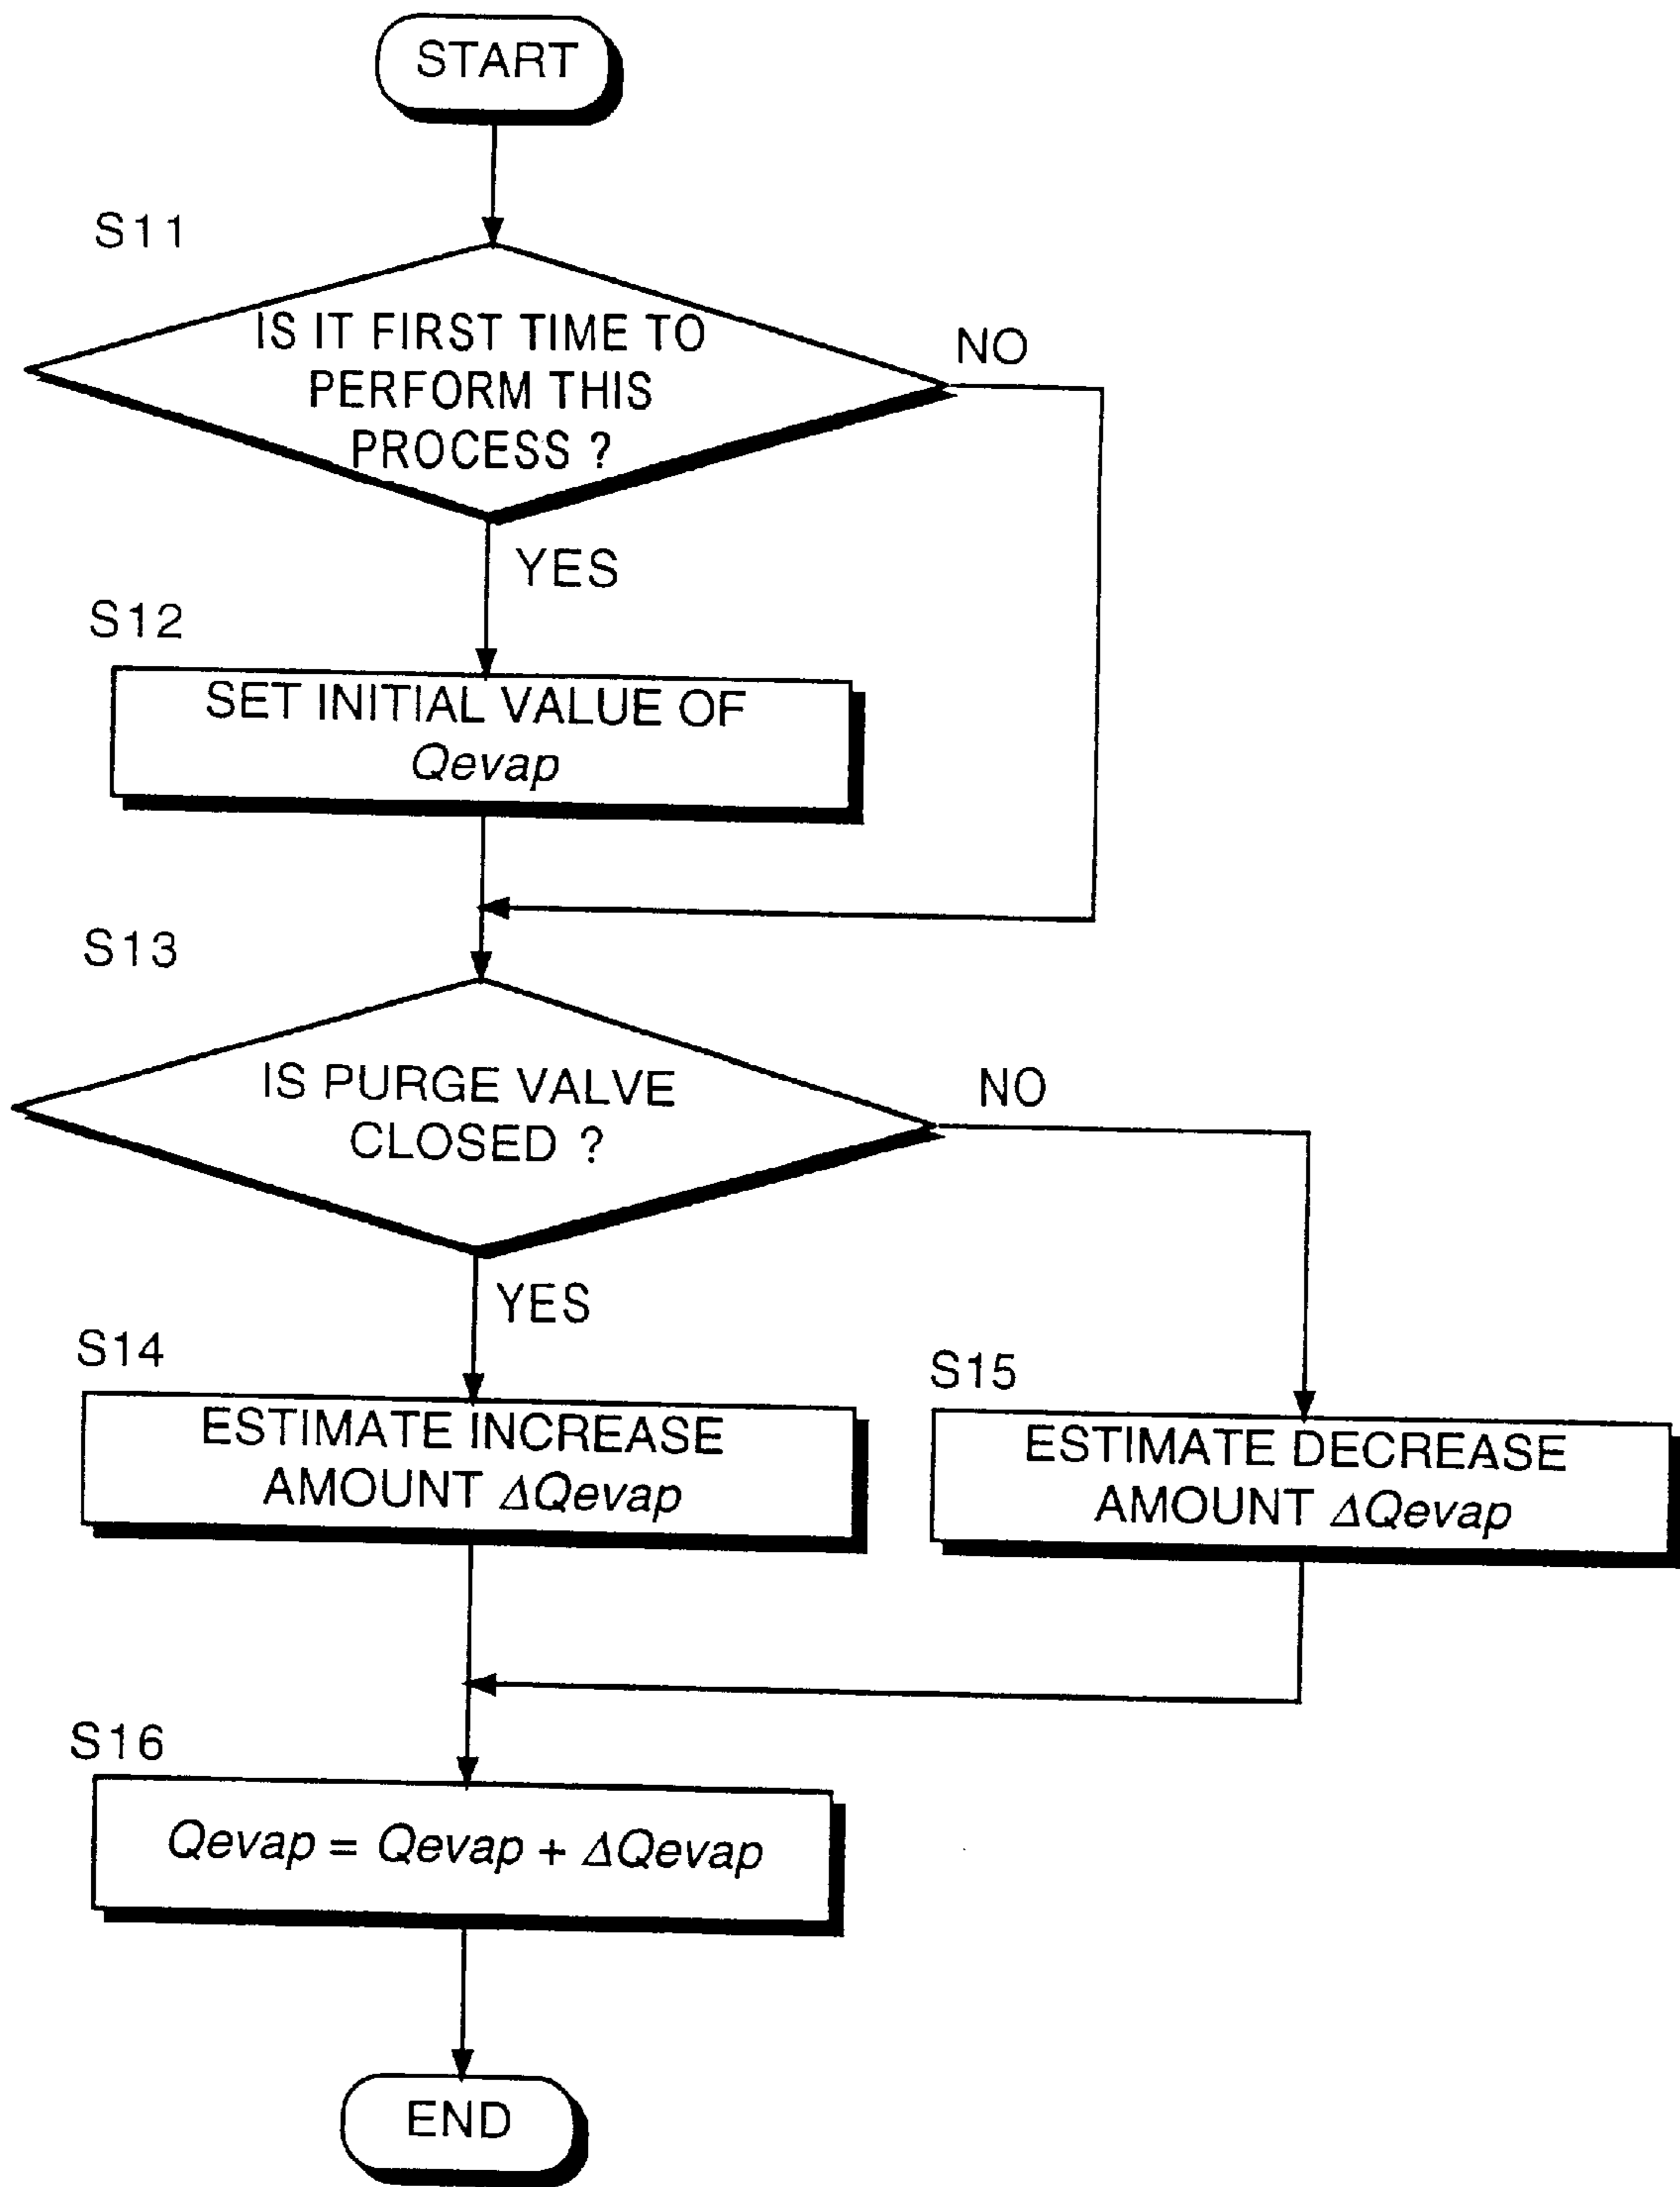 START
S11
IS IT FIRST TIME TO
PERFORM THIS
PROCESS ?
NO
YES
S12
SET INITIAL VALUE OF
Qevap
S13
IS PURGE VALVE
CLOSED ?
NO
YES
S14
ESTIMATE INCREASE
AMOUNT ΔQevap
S15
ESTIMATE DECREASE
AMOUNT ΔQevap
S16
Qevap = Qevap + ΔQevap
END